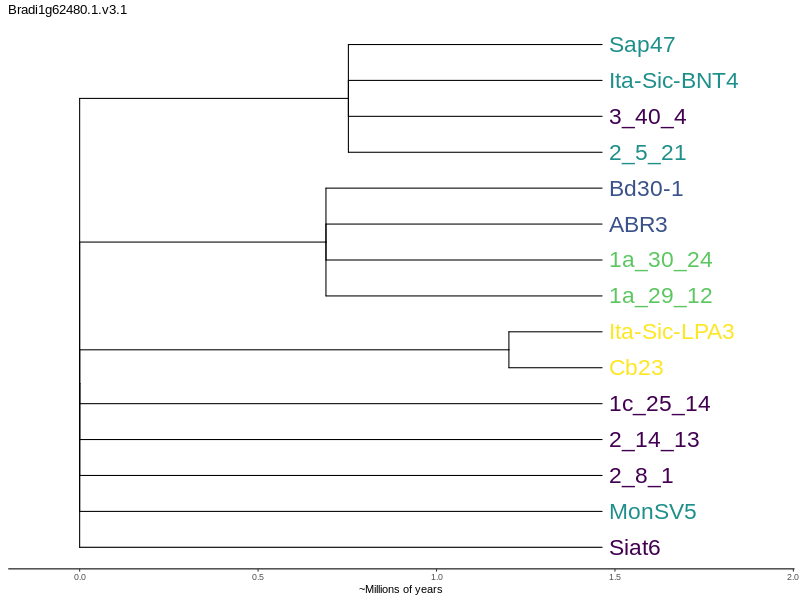 Bradi1g62480.1.v3.1
Sap47
Ita-Sic-BNT4
3_40_4
2_5_21
Bd30-1
ABR3
1a_30_24
1a_29_12
Ita-Sic-LPA3
Cb23
1c_25_14
2_14_13
2_8_1
MonSV5
Siat6
0.0 0.5 1.0 1.5 2.0
~Millions of years